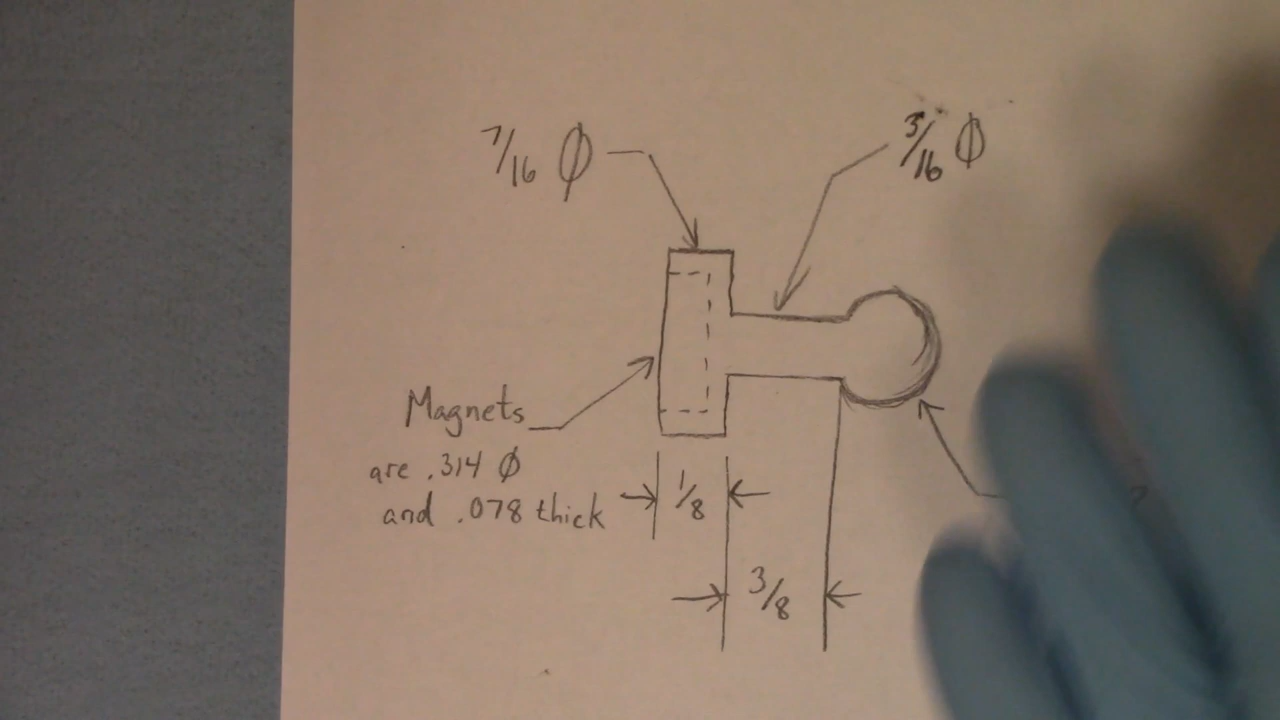 7/16 Ø
3/16 Ø
Magnets
are .314 Ø
and .078 thick
1/8
3/8